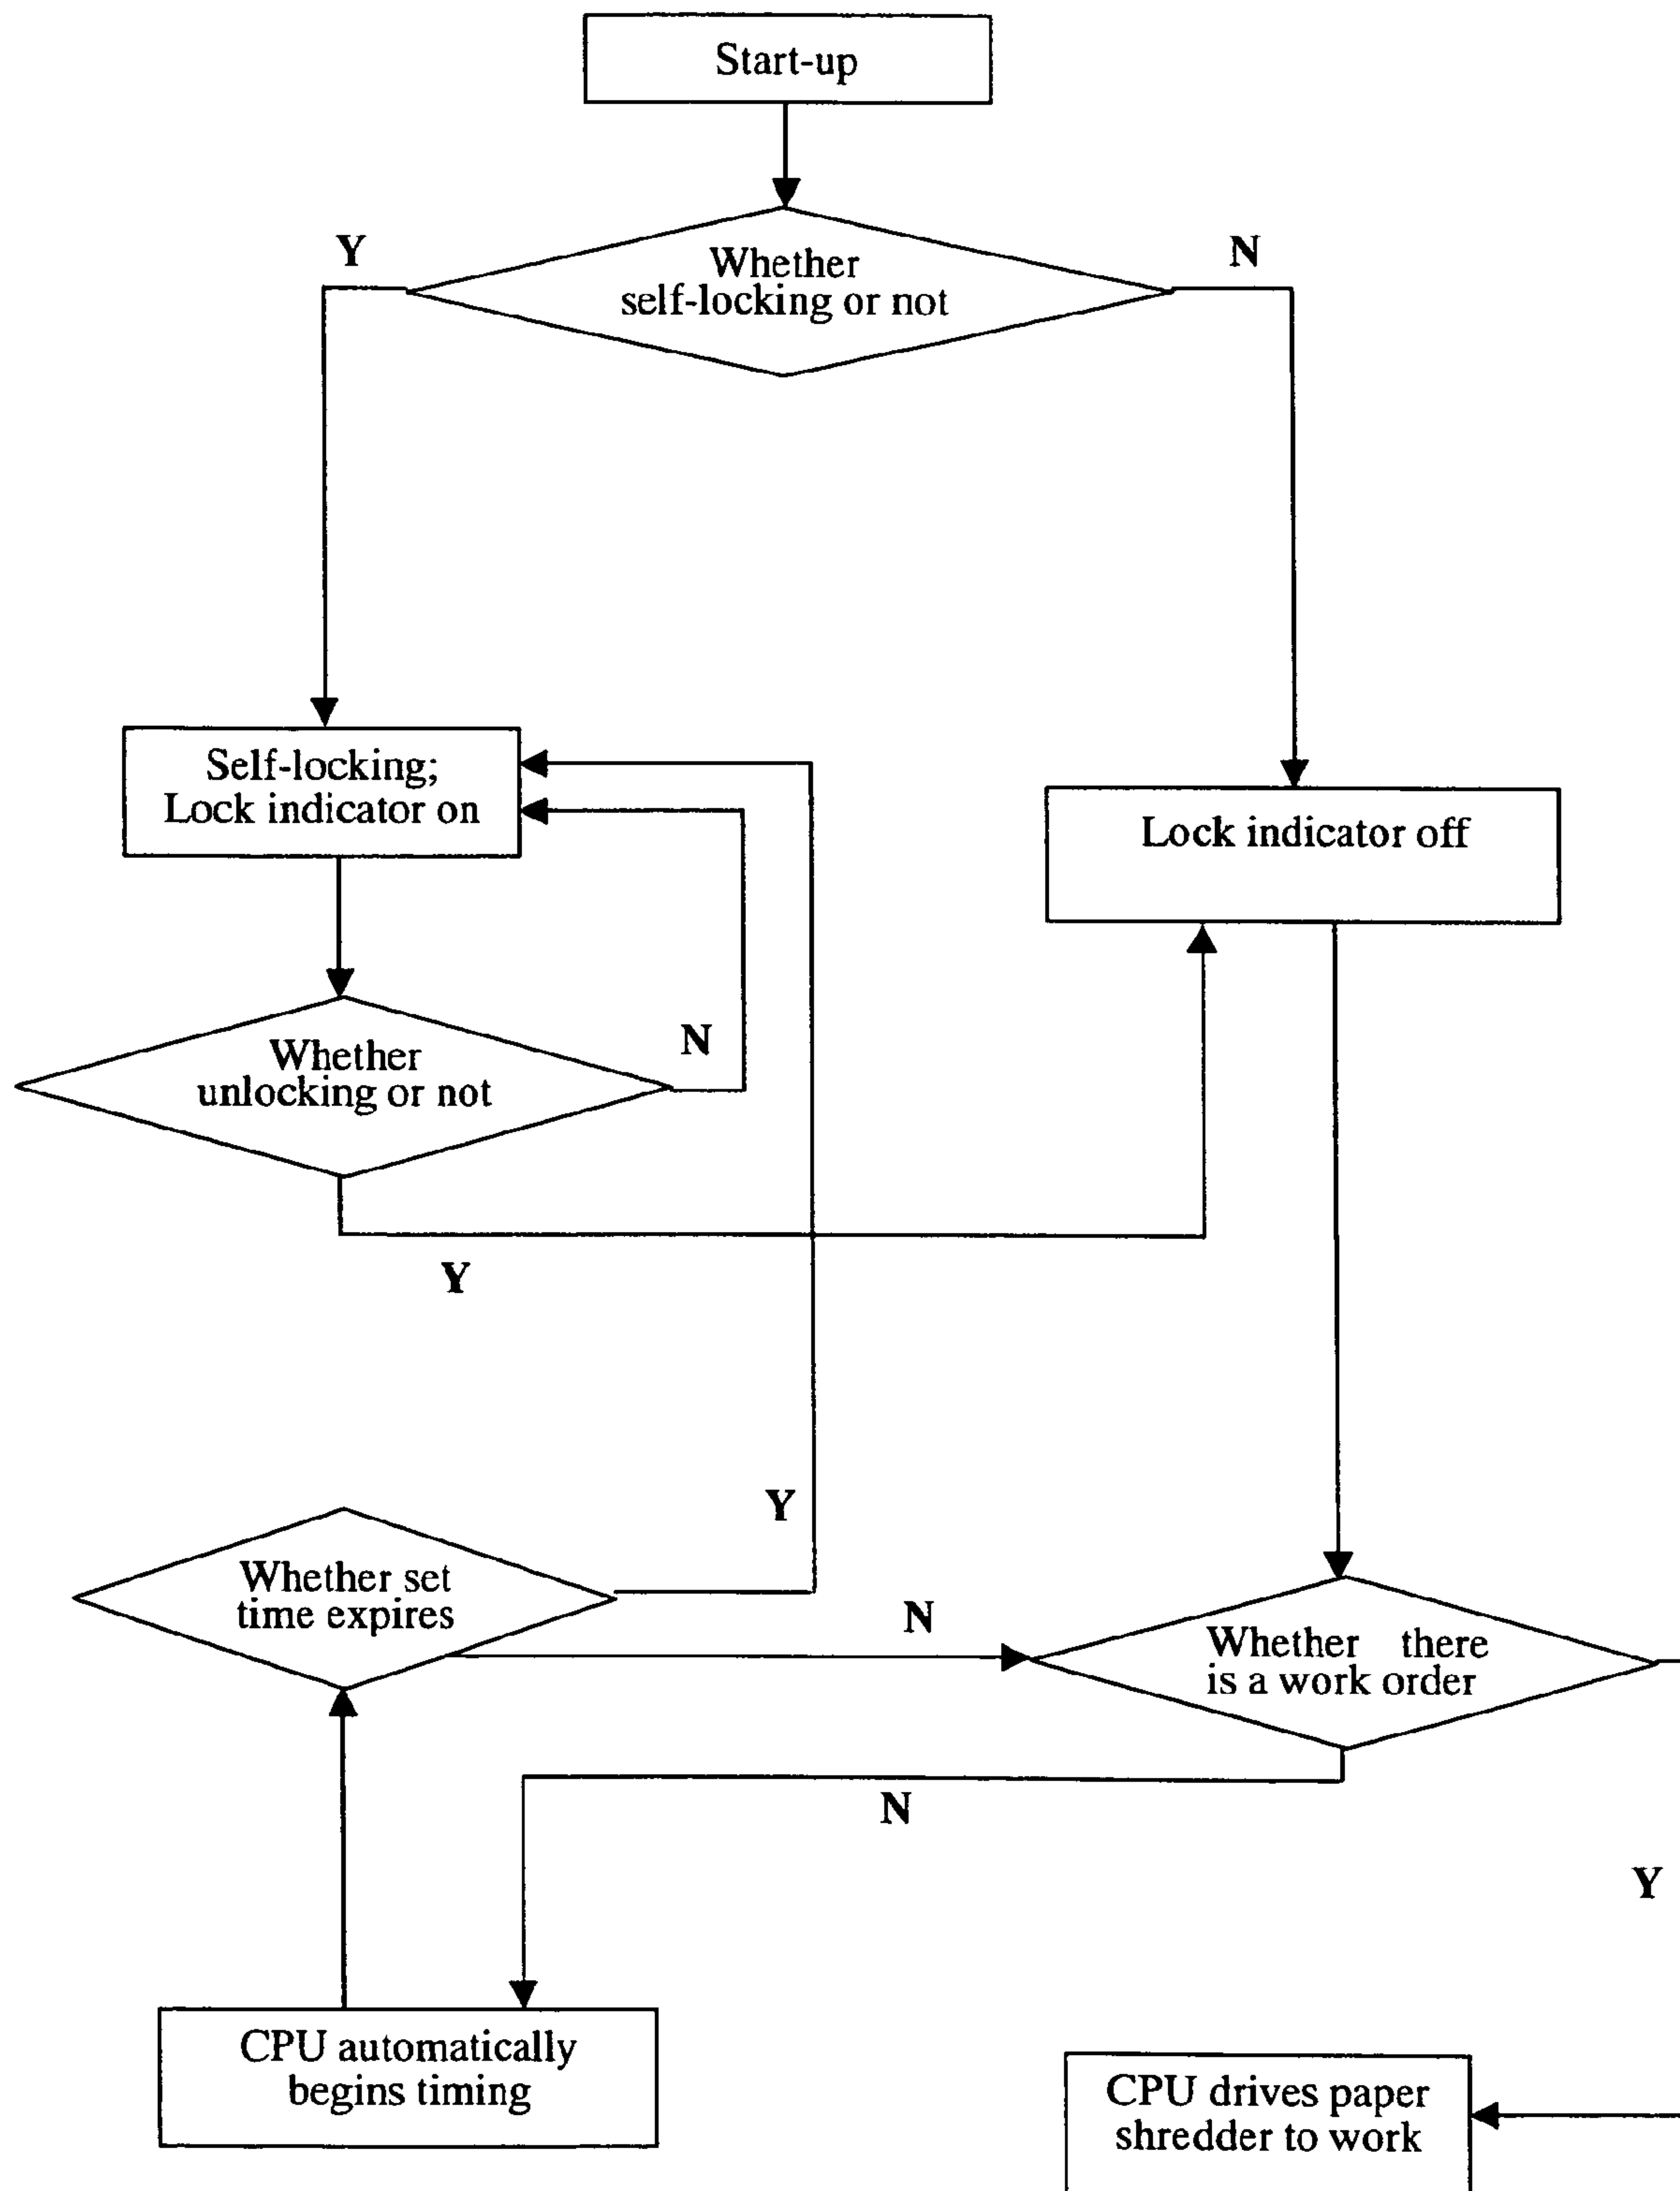 Start-up
Y
N
Whether
self-locking or not
Self-locking;
Lock indicator on
Lock indicator off
Whether
unlocking or not
N
Y
Y
Whether set
time expires
N
Whether there
is a work order
N
Y
CPU automatically
begins timing
CPU drives paper
shredder to work